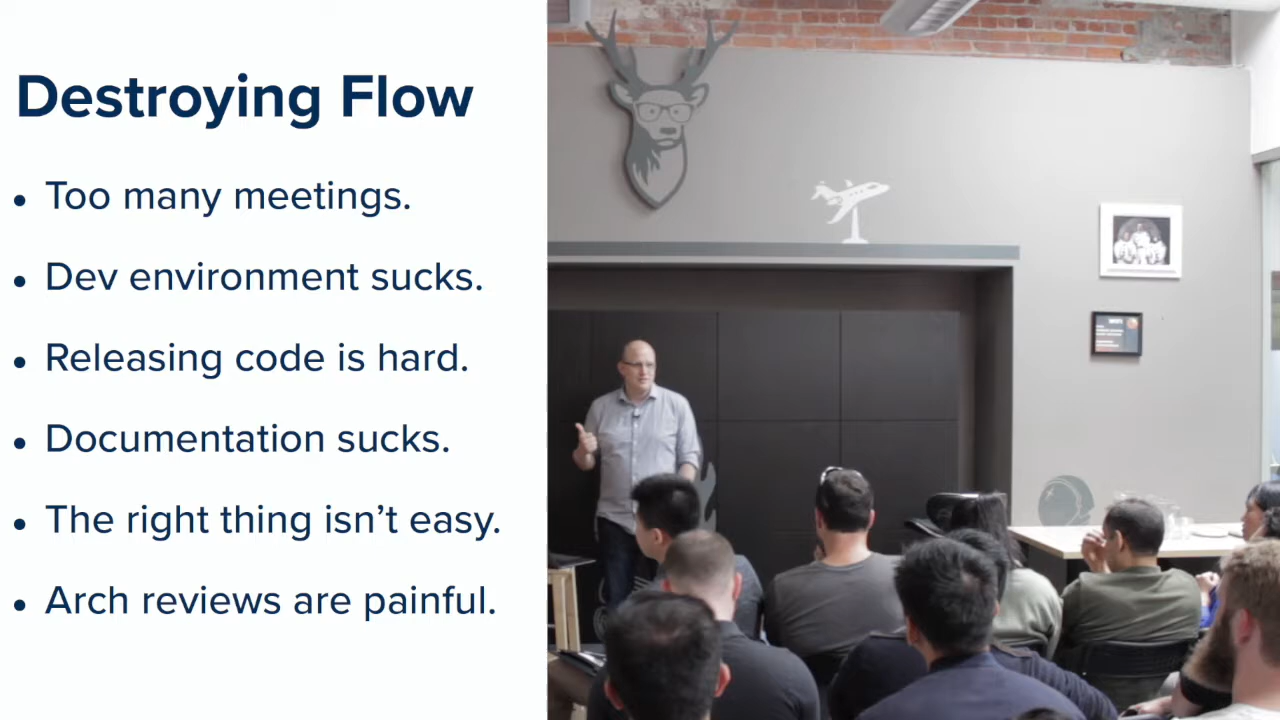 Destroying Flow
• Too many meetings.
• Dev environment sucks.
• Releasing code is hard.
• Documentation sucks.
• The right thing isn’t easy.
• Arch reviews are painful.